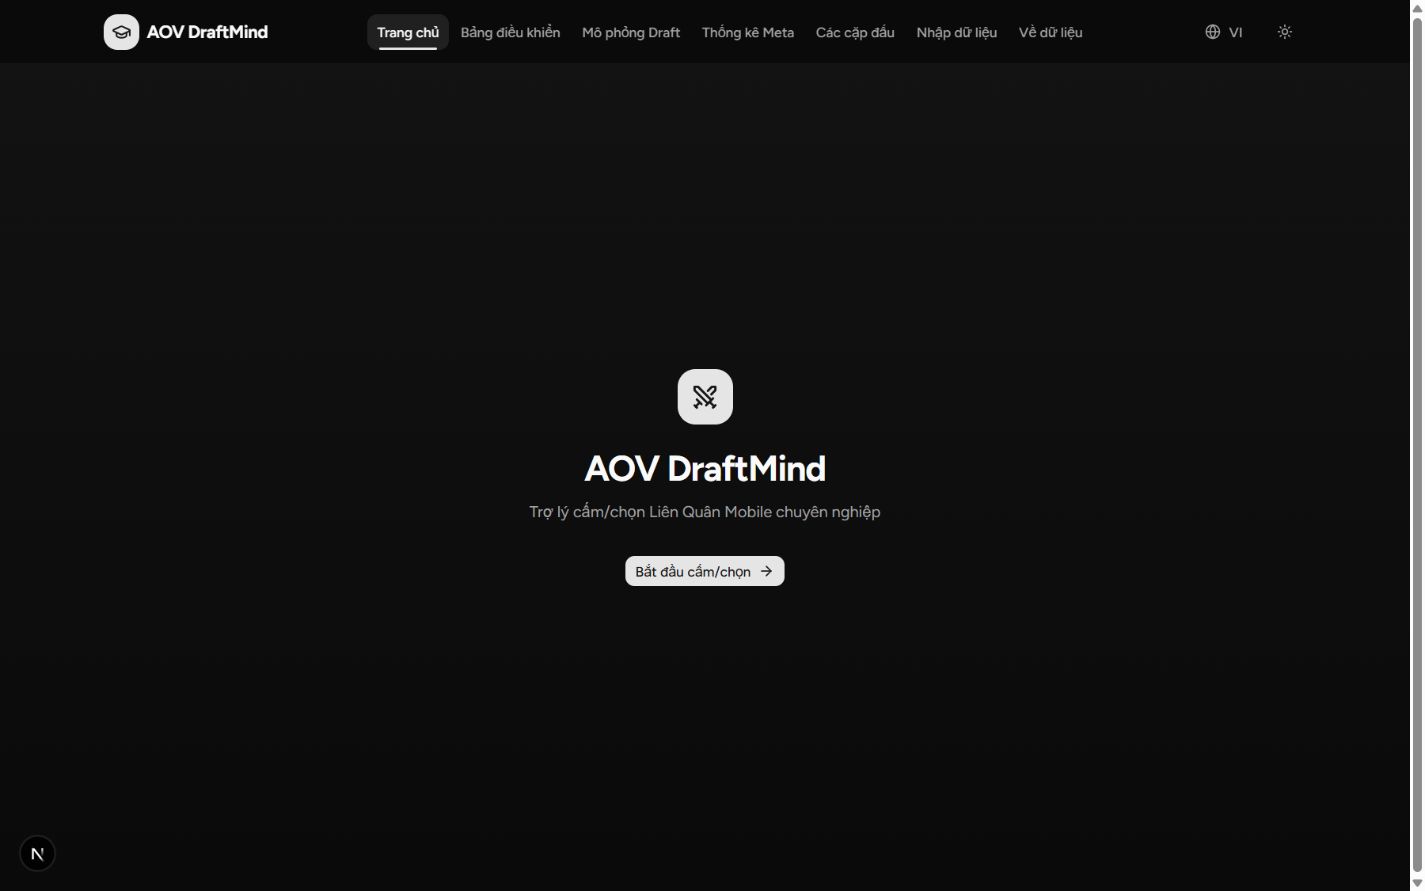 AOV DraftMind
Trang chủ
Bảng điều khiển
Mô phỏng Draft
Thống kê Meta
Các cặp đấu
Nhập dữ liệu
Về dữ liệu
VI
AOV DraftMind
Trợ lý cấm/chọn Liên Quân Mobile chuyên nghiệp
Bắt đầu cấm/chọn
N